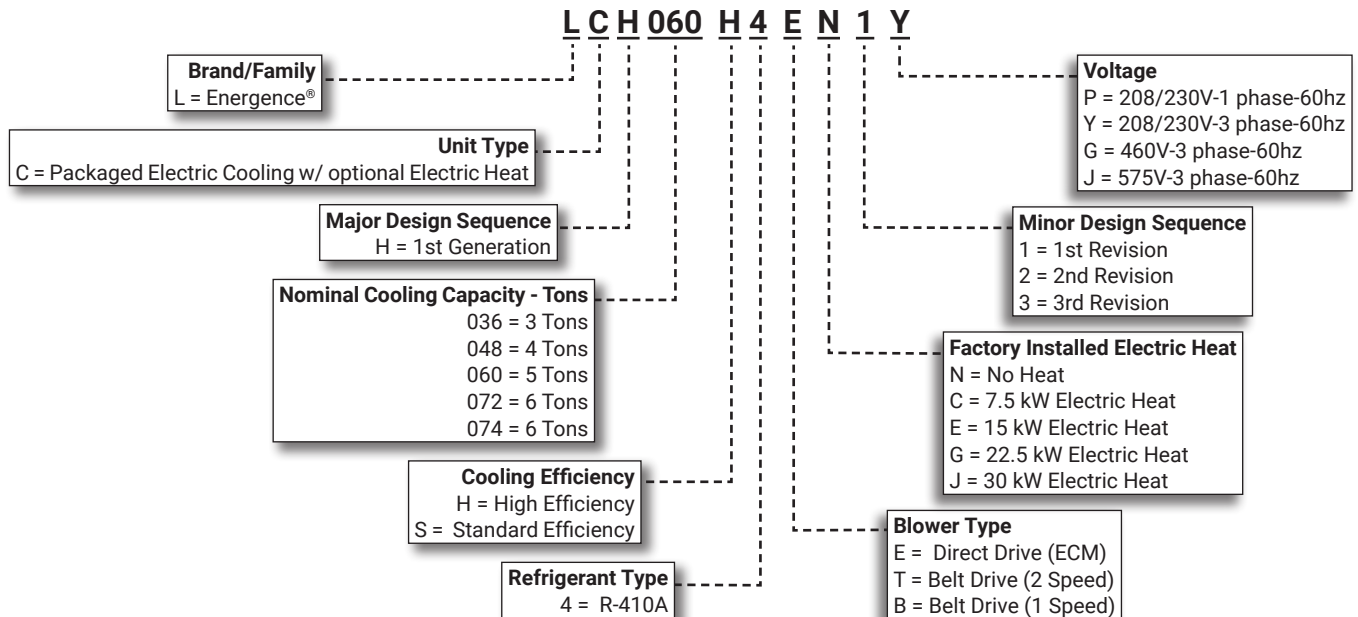 L C H 060 H 4 E N 1 Y
Brand/Family
L = Energence®
Unit Type
C = Packaged Electric Cooling w/ optional Electric Heat
Major Design Sequence
H = 1st Generation
Nominal Cooling Capacity - Tons
036 = 3 Tons
048 = 4 Tons
060 = 5 Tons
072 = 6 Tons
074 = 6 Tons
Cooling Efficiency
H = High Efficiency
S = Standard Efficiency
Refrigerant Type
4 = R-410A
Voltage
P = 208/230V-1 phase-60hz
Y = 208/230V-3 phase-60hz
G = 460V-3 phase-60hz
J = 575V-3 phase-60hz
Minor Design Sequence
1 = 1st Revision
2 = 2nd Revision
3 = 3rd Revision
Factory Installed Electric Heat
N = No Heat
C = 7.5 kW Electric Heat
E = 15 kW Electric Heat
G = 22.5 kW Electric Heat
J = 30 kW Electric Heat
Blower Type
E = Direct Drive (ECM)
T = Belt Drive (2 Speed)
B = Belt Drive (1 Speed)